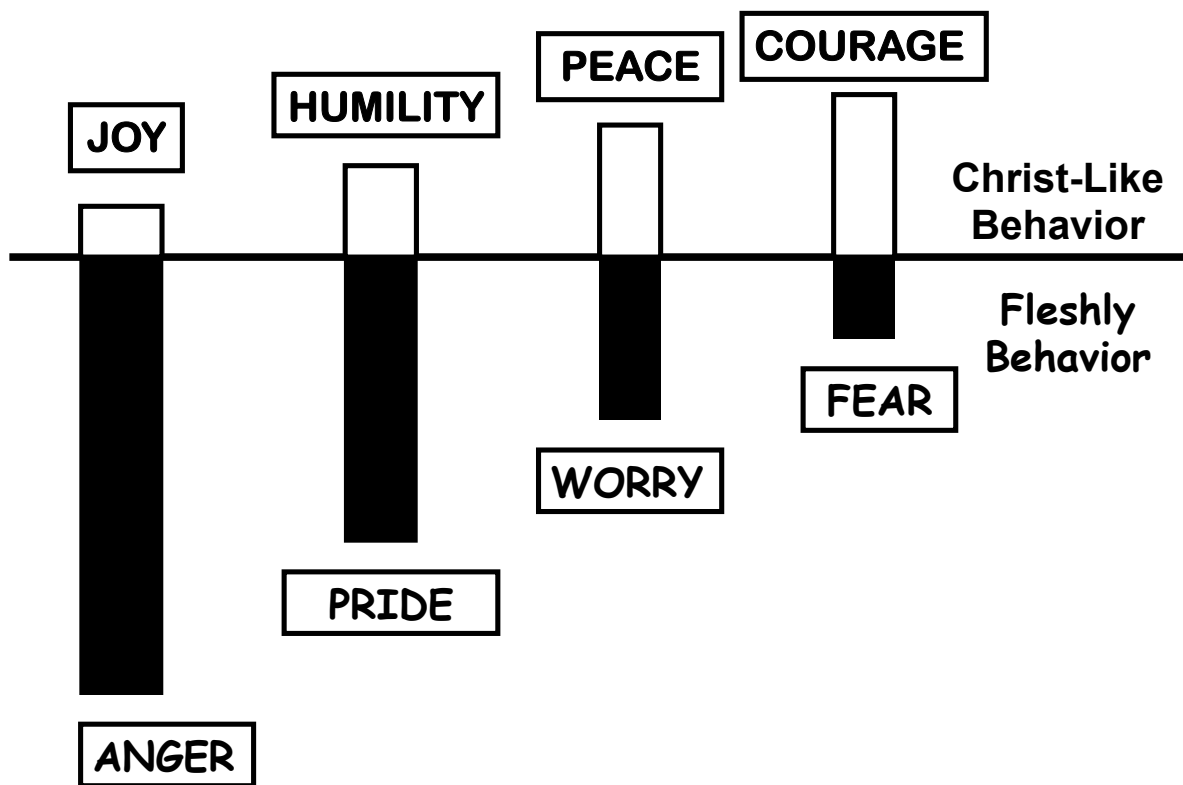 JOY
HUMILITY
PEACE
COURAGE
Christ-Like
Behavior
Fleshly
Behavior
ANGER
PRIDE
WORRY
FEAR